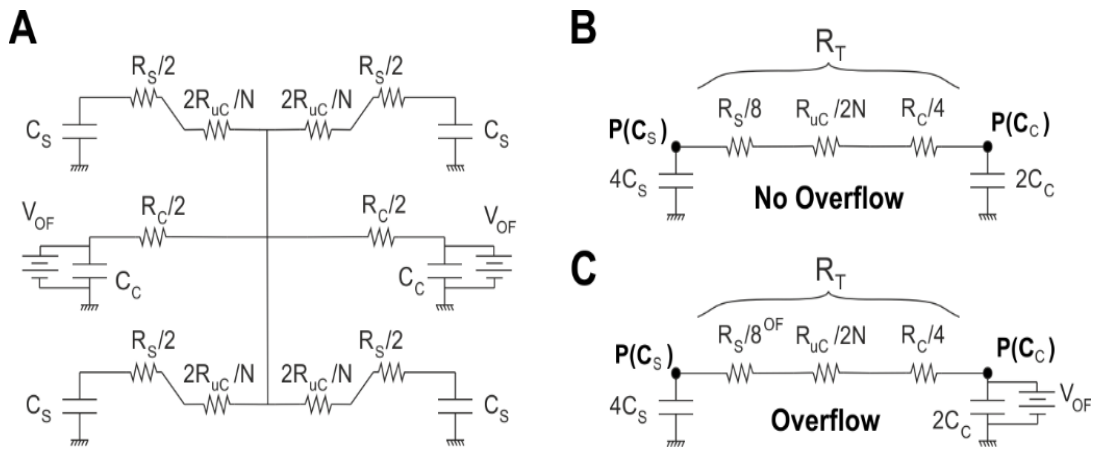 A
R_S/2 R_S/2
2R_uC/N 2R_uC/N
C_S C_S
V_OF R_C/2 R_C/2 V_OF
C_C C_C
R_S/2 R_S/2
2R_uC/N 2R_uC/N
C_S C_S
B
R_T
R_S/8 R_uC/2N R_C/4
P(C_S) P(C_C)
4C_S 2C_C
No Overflow
C
R_T
R_S/8^OF R_uC/2N R_C/4
P(C_S) P(C_C)
4C_S 2C_C V_OF
Overflow